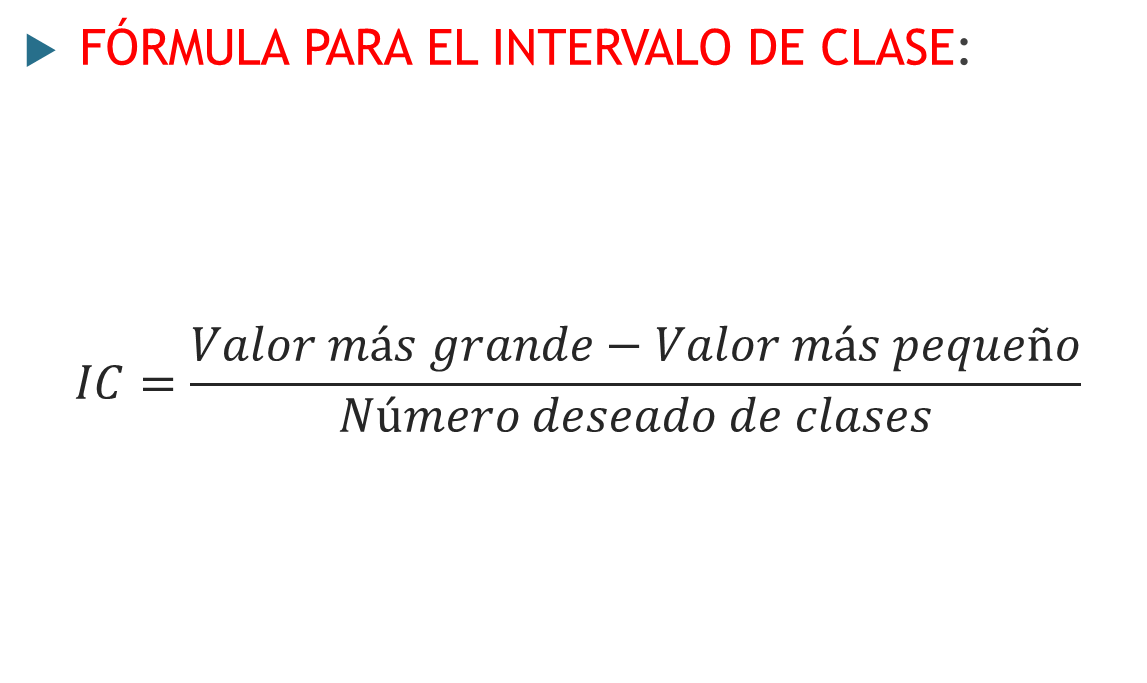 FÓRMULA PARA EL INTERVALO DE CLASE:
Valor más grande − Valor más pequeño
IC =
Número deseado de clases